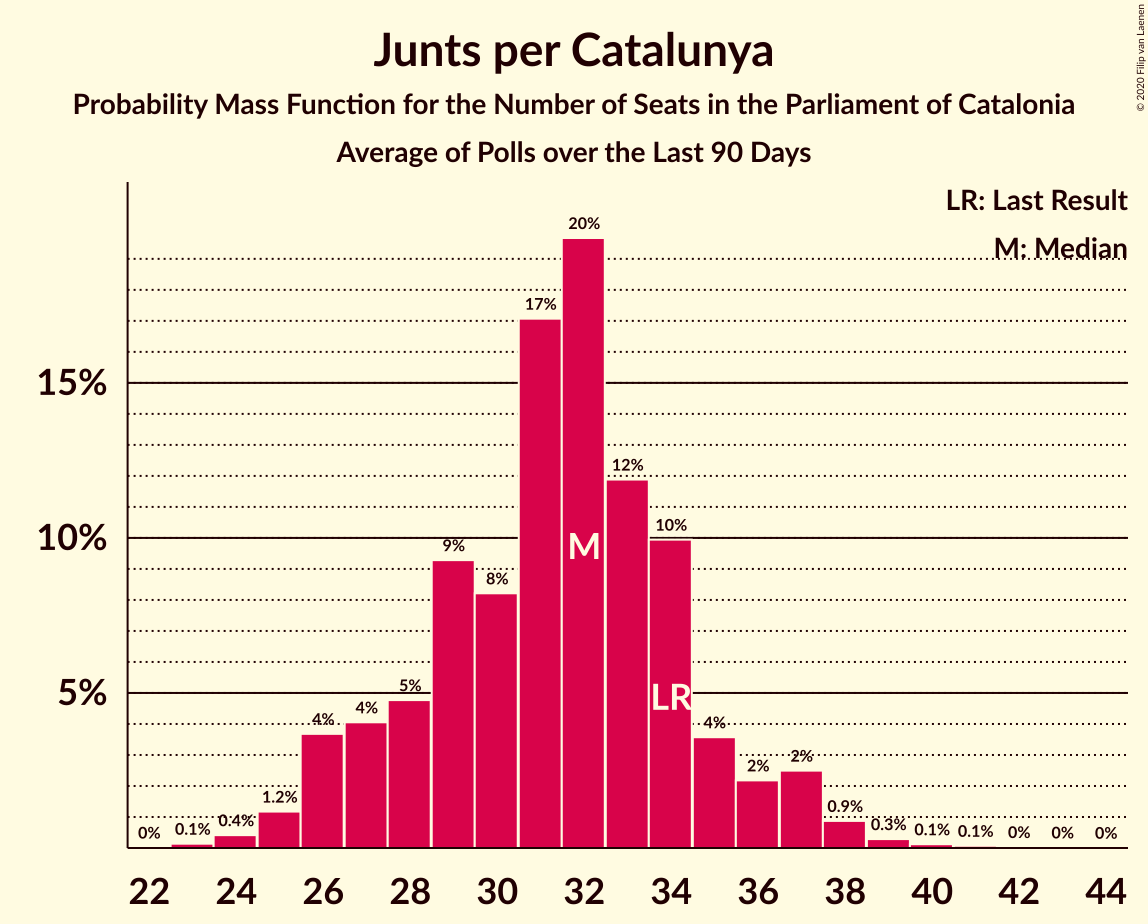 Junts per Catalunya
Probability Mass Function for the Number of Seats in the Parliament of Catalonia
Average of Polls over the Last 90 Days
© 2020 Filip van Laenen
LR: Last Result
M: Median
15%
10%
5%
0%
0.1%
0.4%
1.2%
4%
4%
5%
9%
8%
17%
20%
12%
10%
4%
2%
2%
0.9%
0.3%
0.1%
0.1%
0%
0%
0%
M
LR
22 24 26 28 30 32 34 36 38 40 42 44